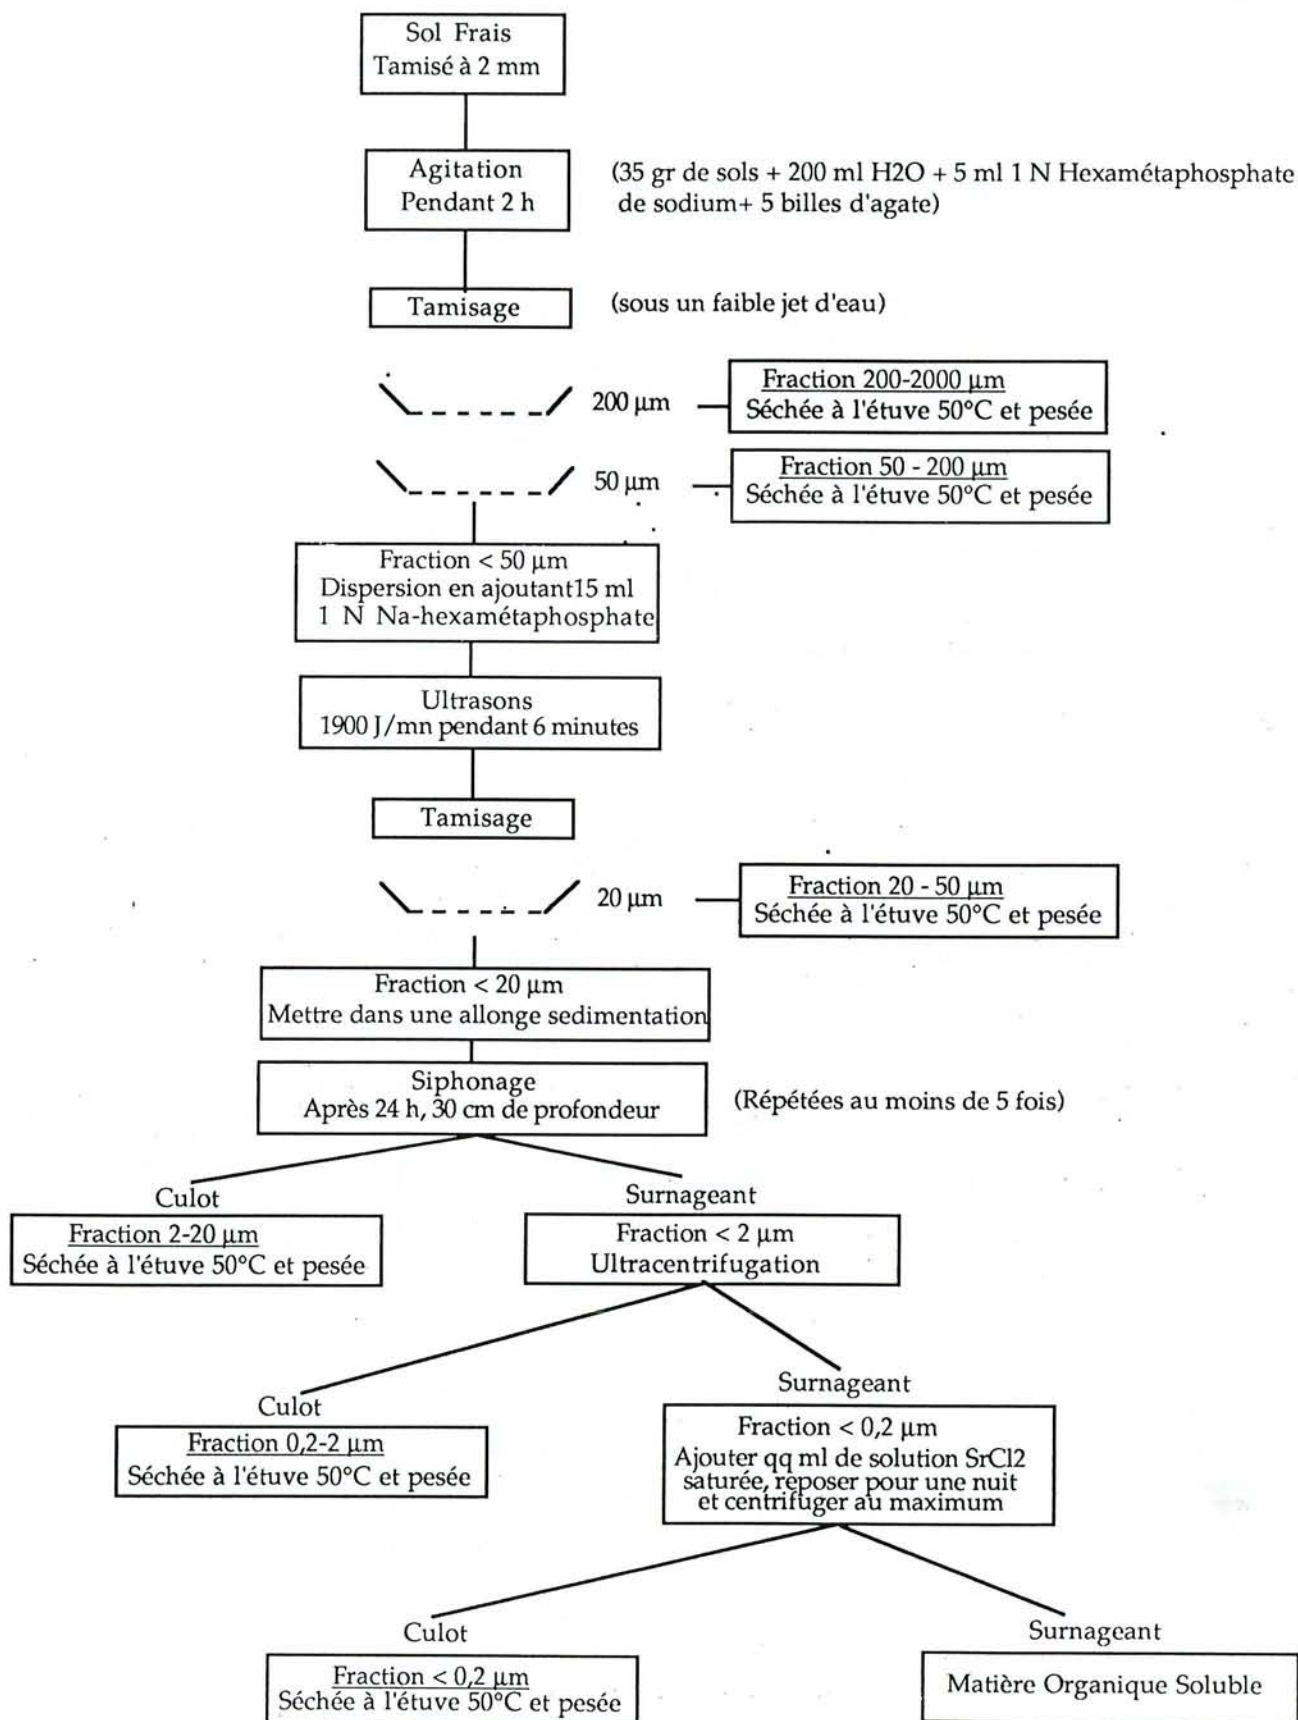 Sol Frais
Tamisé à 2 mm
Agitation
Pendant 2 h
(35 gr de sols + 200 ml H2O + 5 ml 1 N Hexamétaphosphate
de sodium+ 5 billes d'agate)
Tamisage
(sous un faible jet d'eau)
200 µm
Fraction 200-2000 µm
Séchée à l'étuve 50°C et pesée
50 µm
Fraction 50 - 200 µm
Séchée à l'étuve 50°C et pesée
Fraction < 50 µm
Dispersion en ajoutant15 ml
1 N Na-hexamétaphosphate
Ultrasons
1900 J/mn pendant 6 minutes
Tamisage
20 µm
Fraction 20 - 50 µm
Séchée à l'étuve 50°C et pesée
Fraction < 20 µm
Mettre dans une allonge sedimentation
Siphonage
Après 24 h, 30 cm de profondeur
(Répétées au moins de 5 fois)
Culot
Fraction 2-20 µm
Séchée à l'étuve 50°C et pesée
Surnageant
Fraction < 2 µm
Ultracentrifugation
Culot
Fraction 0,2-2 µm
Séchée à l'étuve 50°C et pesée
Surnageant
Fraction < 0,2 µm
Ajouter qq ml de solution SrCl2
saturée, reposer pour une nuit
et centrifuger au maximum
Culot
Fraction < 0,2 µm
Séchée à l'étuve 50°C et pesée
Surnageant
Matière Organique Soluble